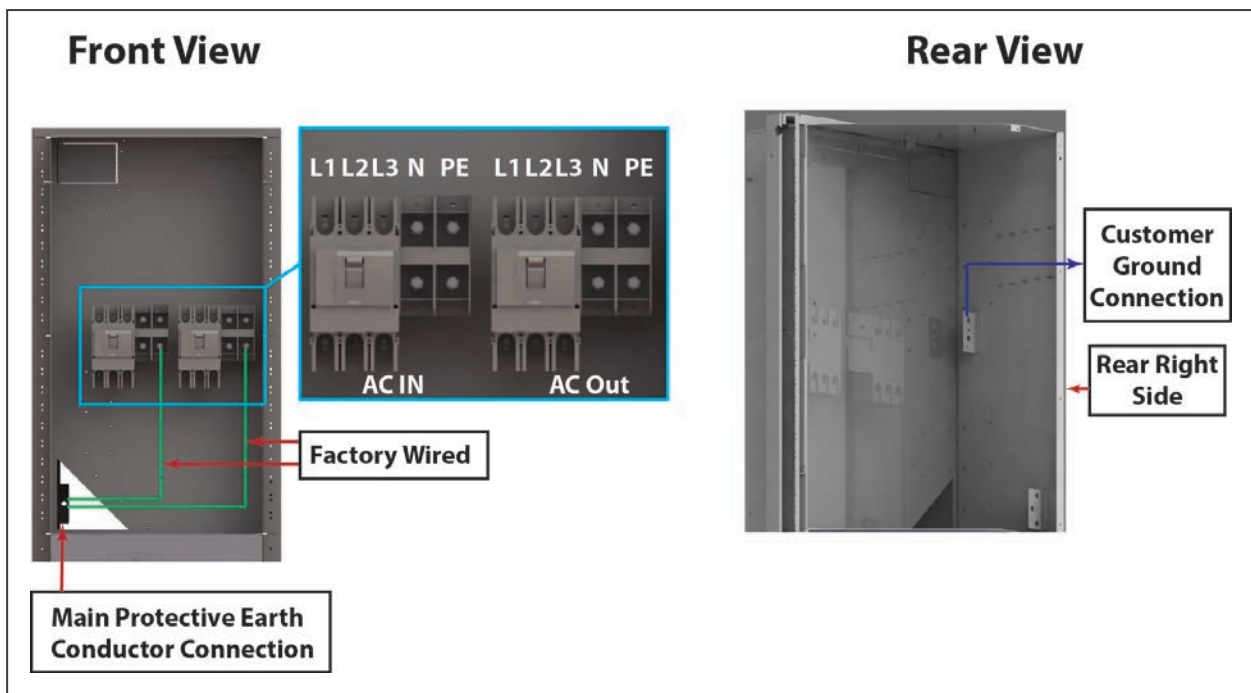 Front View
Rear View
L1 L2 L3 N PE
L1 L2 L3 N PE
AC IN
AC Out
Factory Wired
Main Protective Earth
Conductor Connection
Customer
Ground
Connection
Rear Right
Side